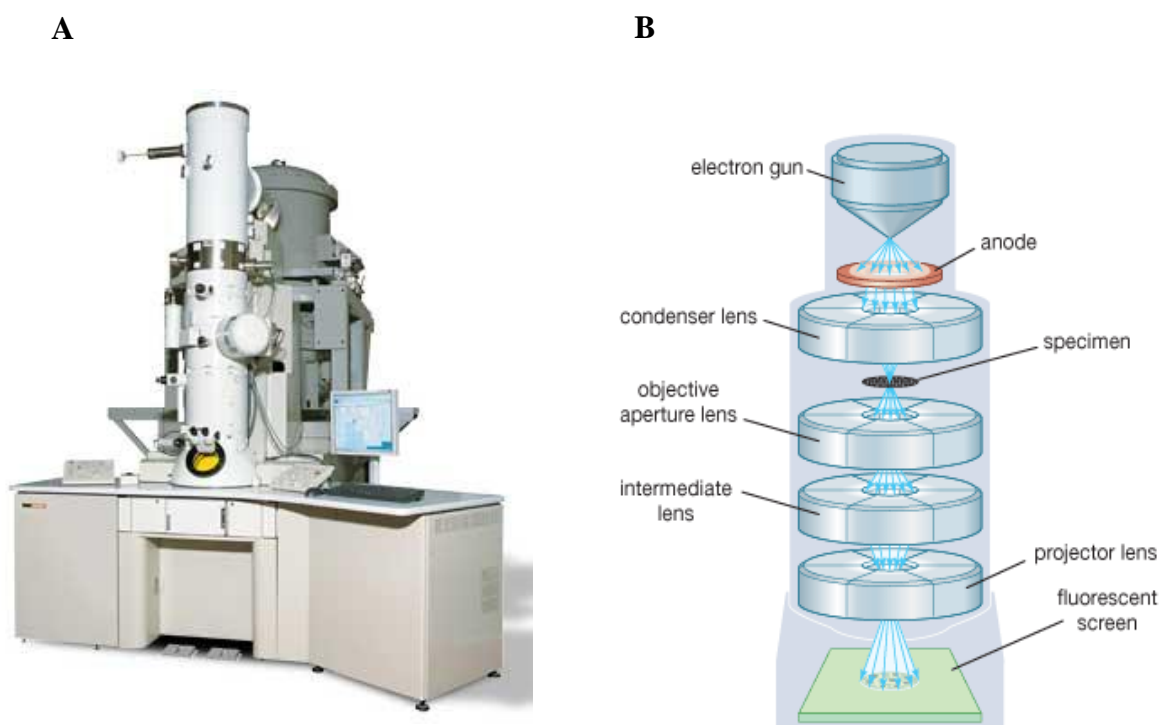 A
B
electron gun
anode
condenser lens
specimen
objective
aperture lens
intermediate
lens
projector lens
fluorescent
screen